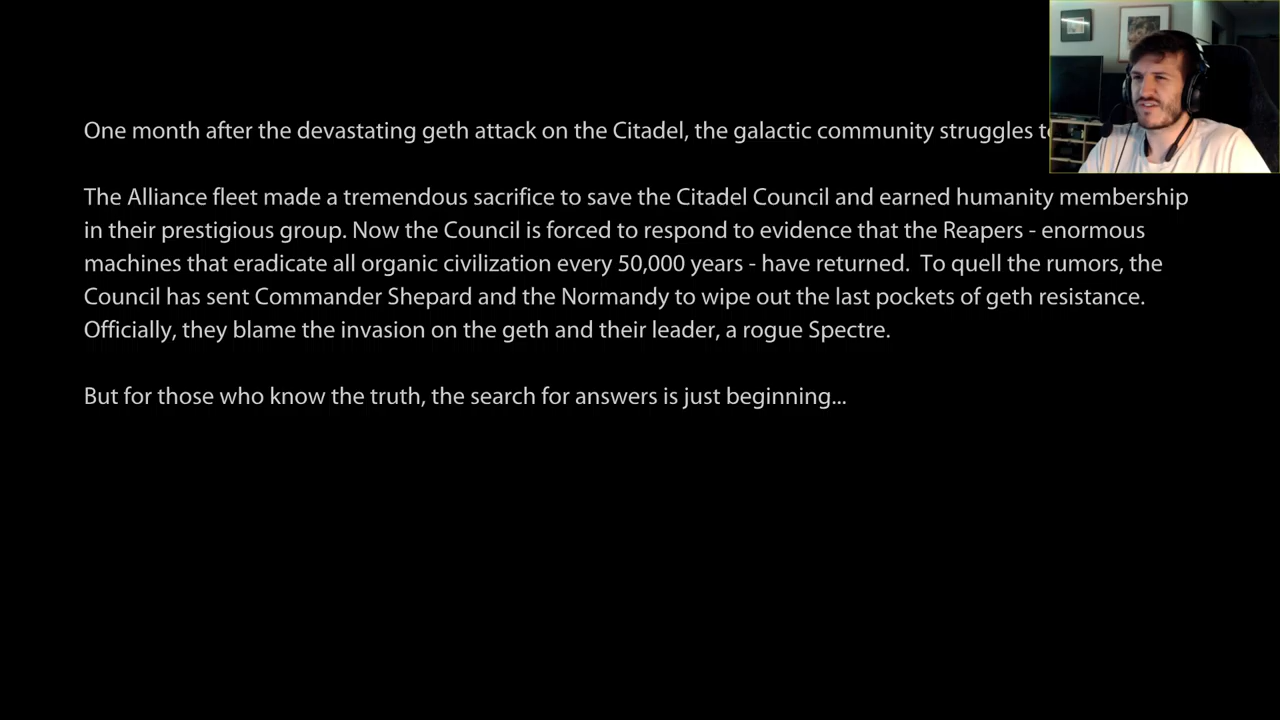 One month after the devastating geth attack on the Citadel, the galactic community struggles
The Alliance fleet made a tremendous sacrifice to save the Citadel Council and earned humanity membership
in their prestigious group. Now the Council is forced to respond to evidence that the Reapers - enormous
machines that eradicate all organic civilization every 50,000 years - have returned.  To quell the rumors, the
Council has sent Commander Shepard and the Normandy to wipe out the last pockets of geth resistance.
Officially, they blame the invasion on the geth and their leader, a rogue Spectre.
But for those who know the truth, the search for answers is just beginning...